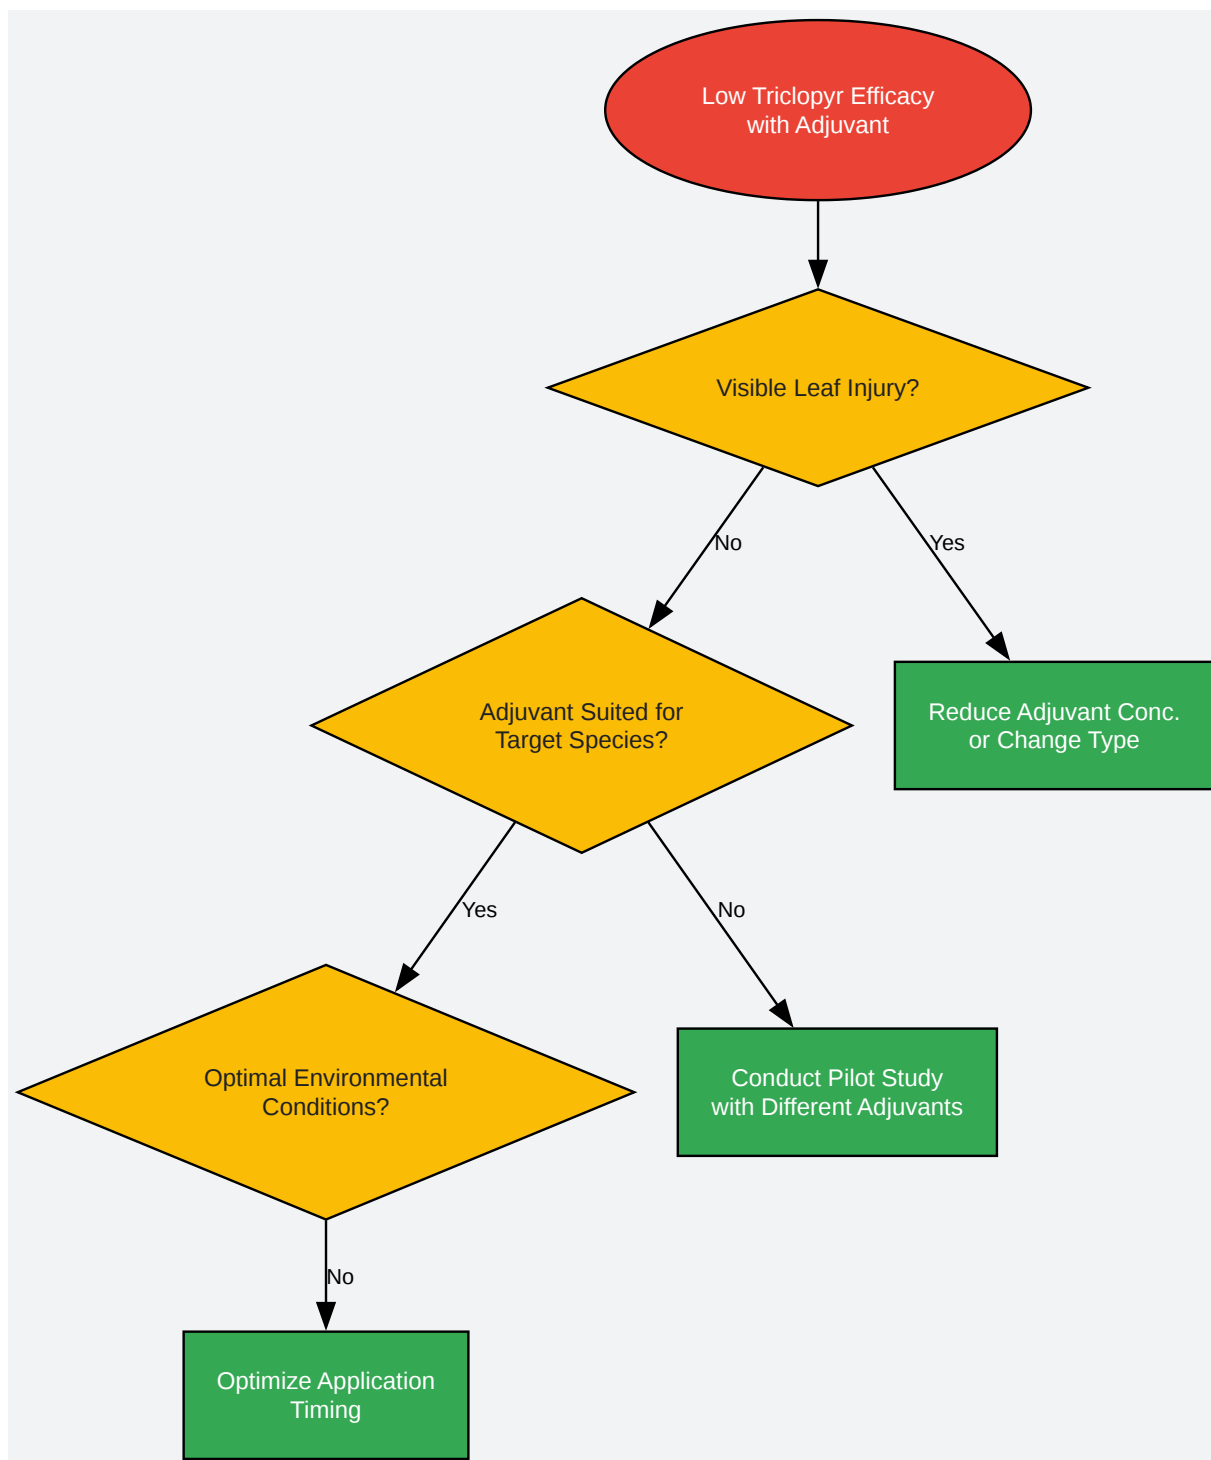 Low Triclopyr Efficacy
with Adjuvant
Visible Leaf Injury?
No
Yes
Adjuvant Suited for
Target Species?
Reduce Adjuvant Conc.
or Change Type
Yes
No
Optimal Environmental
Conditions?
Conduct Pilot Study
with Different Adjuvants
No
Optimize Application
Timing